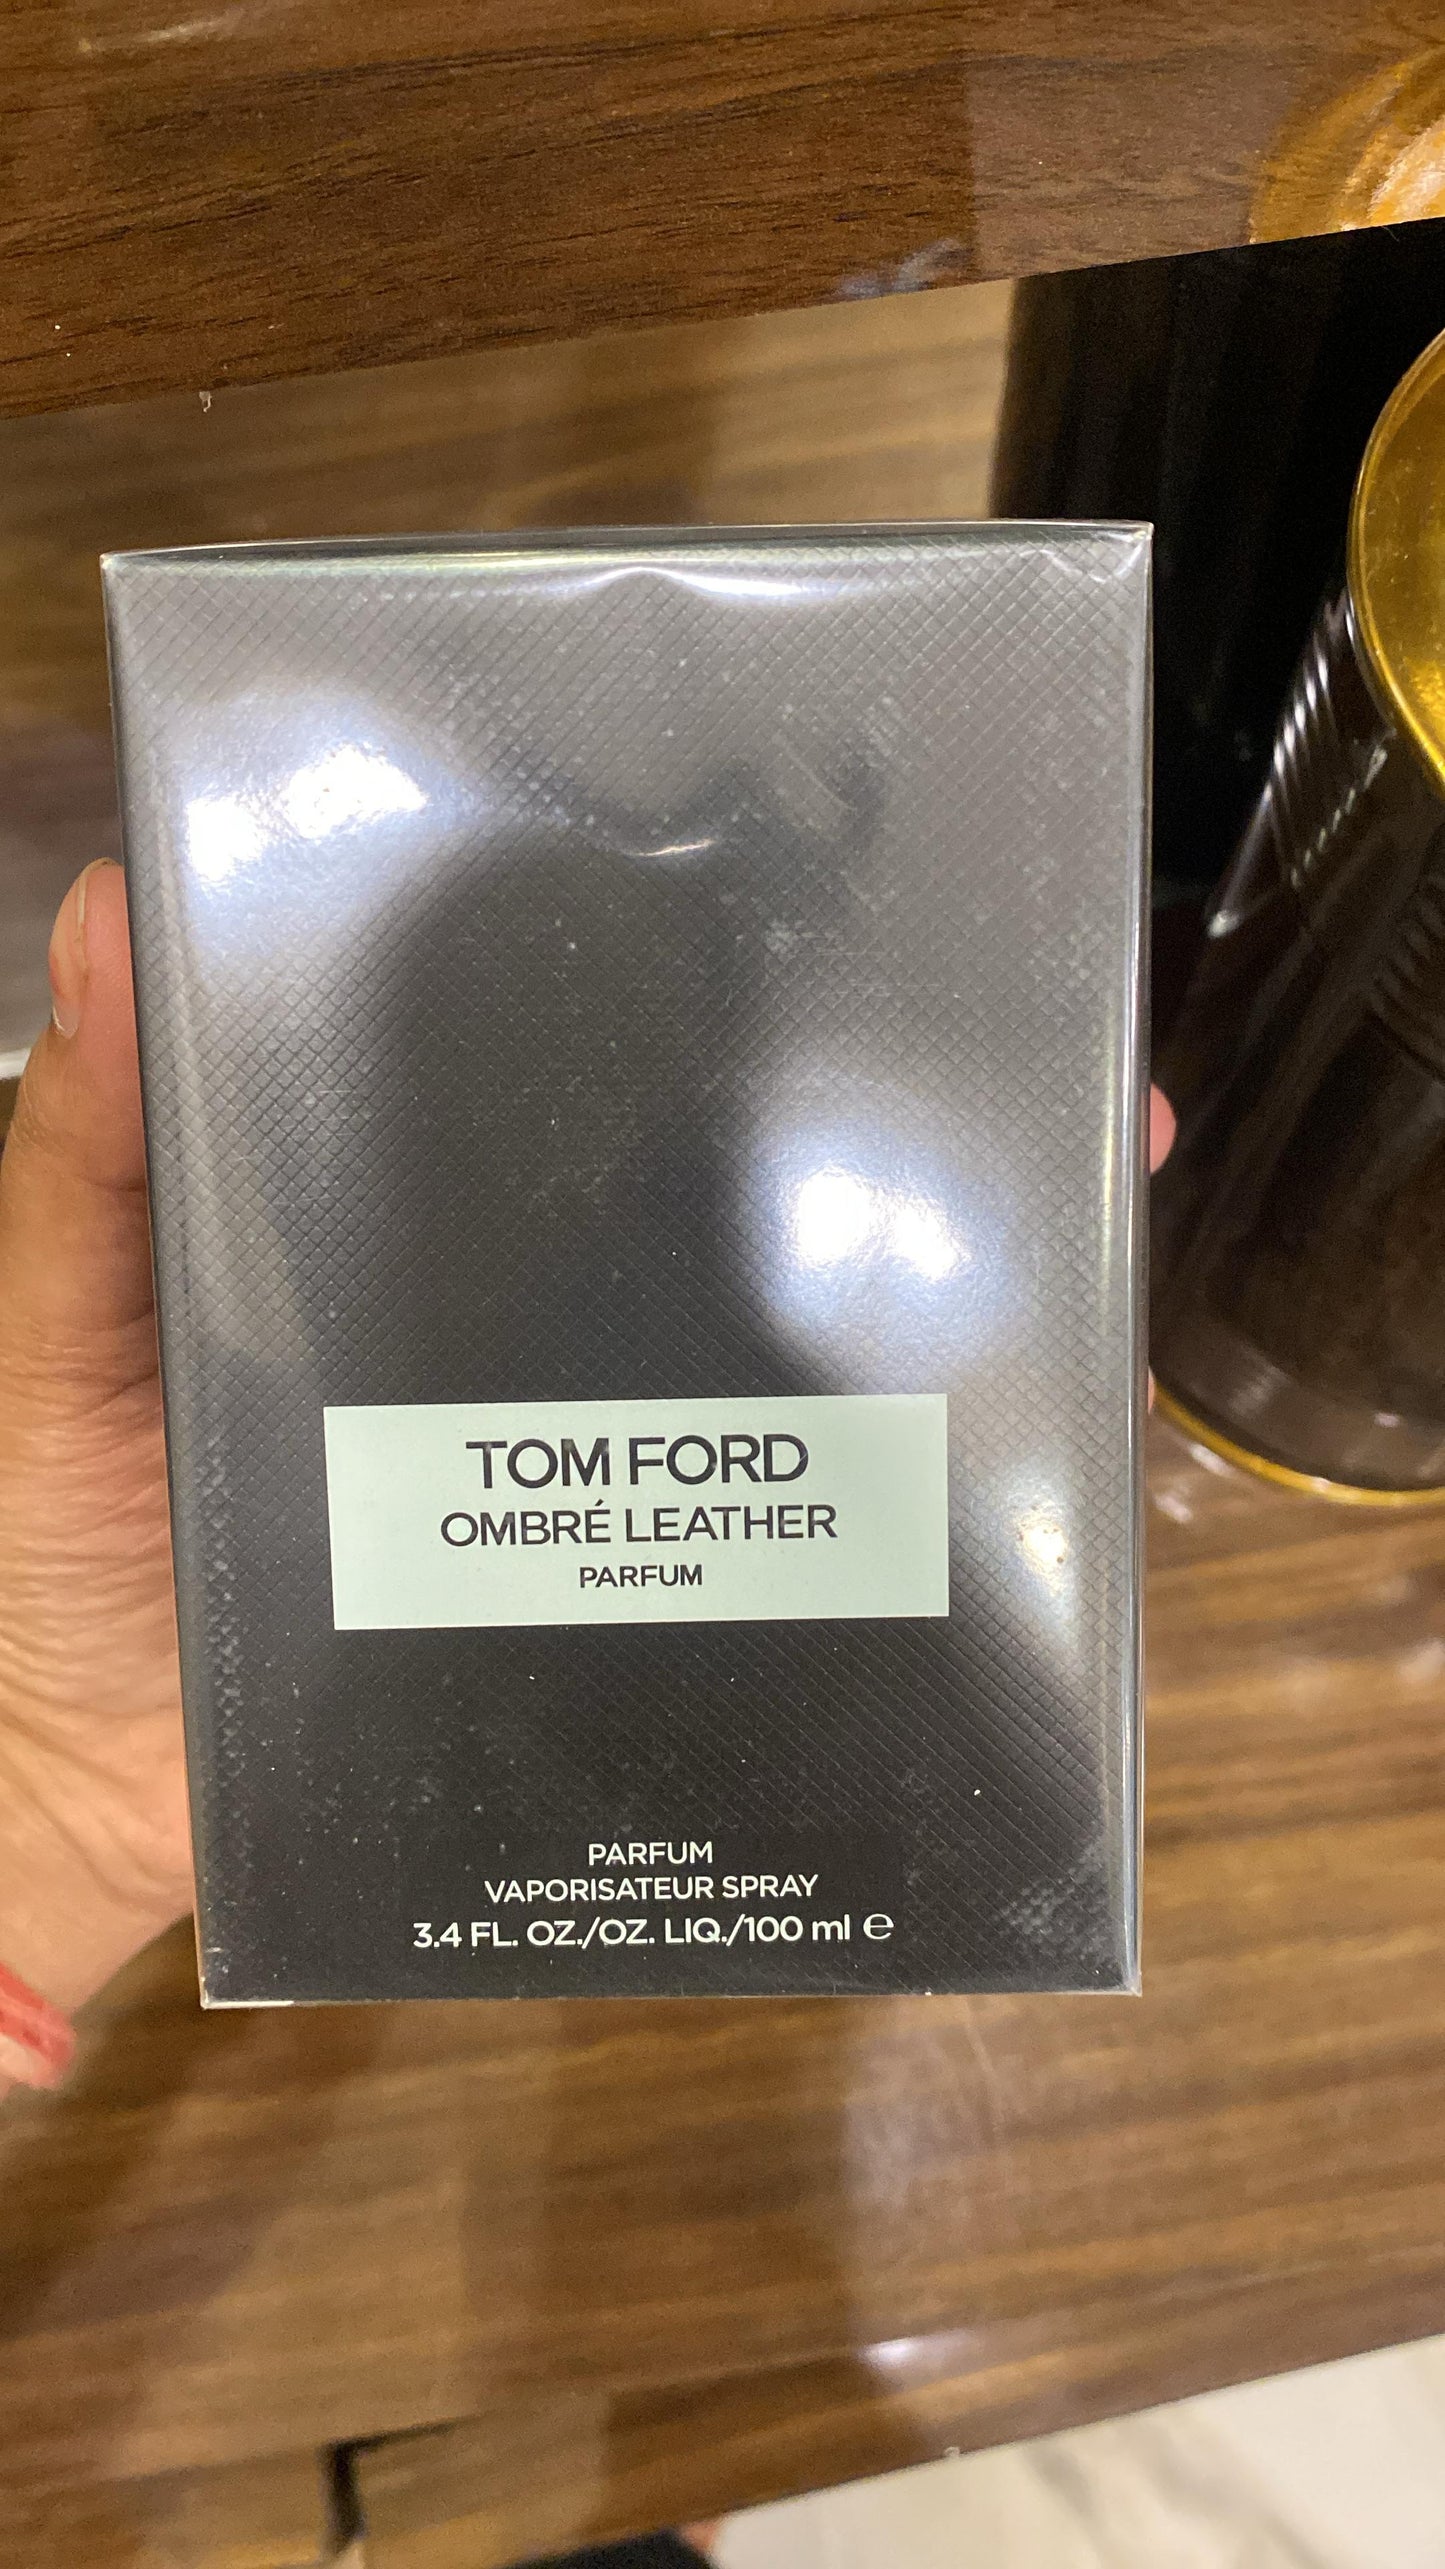 TOM FORD
OMBRÉ LEATHER
PARFUM
PARFUM
VAPORISATEUR SPRAY
3.4 FL. OZ./OZ. LIQ./100 ml ℮